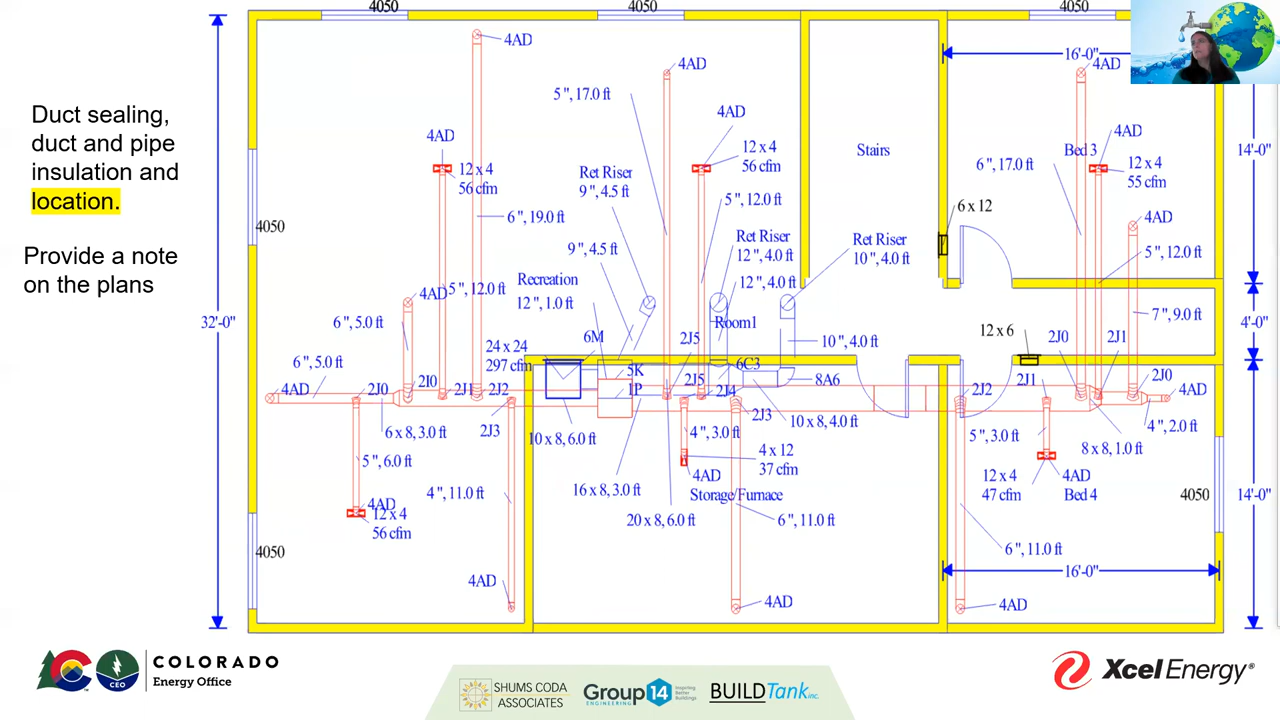 Duct sealing,
duct and pipe
insulation and
location.
Provide a note
on the plans
4050
4050
4050
4AD
4AD
16'-0"
4AD
5 ", 17.0 ft
4AD
4AD
4AD
12 x 4
56 cfm
12 x 4
56 cfm
Stairs
Bed 3
6 ", 17.0 ft
12 x 4
55 cfm
14'-0"
Ret Riser
9 ", 4.5 ft
5 ", 12.0 ft
6 x 12
4AD
6 ", 19.0 ft
4050
Ret Riser
12 ", 4.0 ft
Ret Riser
10 ", 4.0 ft
9 ", 4.5 ft
5 ", 12.0 ft
Recreation
12 ", 4.0 ft
4AD
5 ", 12.0 ft
12 ", 1.0 ft
32'-0"
6 ", 5.0 ft
Room1
7 ", 9.0 ft
4'-0"
6M
2J5
10 ", 4.0 ft
12 x 6
2J0
2J1
24 x 24
297 cfm
6 ", 5.0 ft
5K
6C3
4AD
2J0
2I0
2J1
2J2
1P
2J5
2J4
8A6
2J2
2J1
2J0
4AD
2J3
2J3
6 x 8, 3.0 ft
10 x 8, 6.0 ft
4 ", 3.0 ft
10 x 8, 4.0 ft
5 ", 3.0 ft
4 ", 2.0 ft
8 x 8, 1.0 ft
5 ", 6.0 ft
4 x 12
37 cfm
4AD
12 x 4
47 cfm
4AD
Bed 4
4 ", 11.0 ft
16 x 8, 3.0 ft
Storage/Furnace
4050
14'-0"
4AD
12 x 4
56 cfm
20 x 8, 6.0 ft
6 ", 11.0 ft
4050
6 ", 11.0 ft
16'-0"
4AD
4AD
4AD
COLORADO
Energy Office
CEO
SHUMS CODA
ASSOCIATES
Group14
ENGINEERING
Inspiring
Better
Buildings
BUILDTank inc.
XcelEnergy®